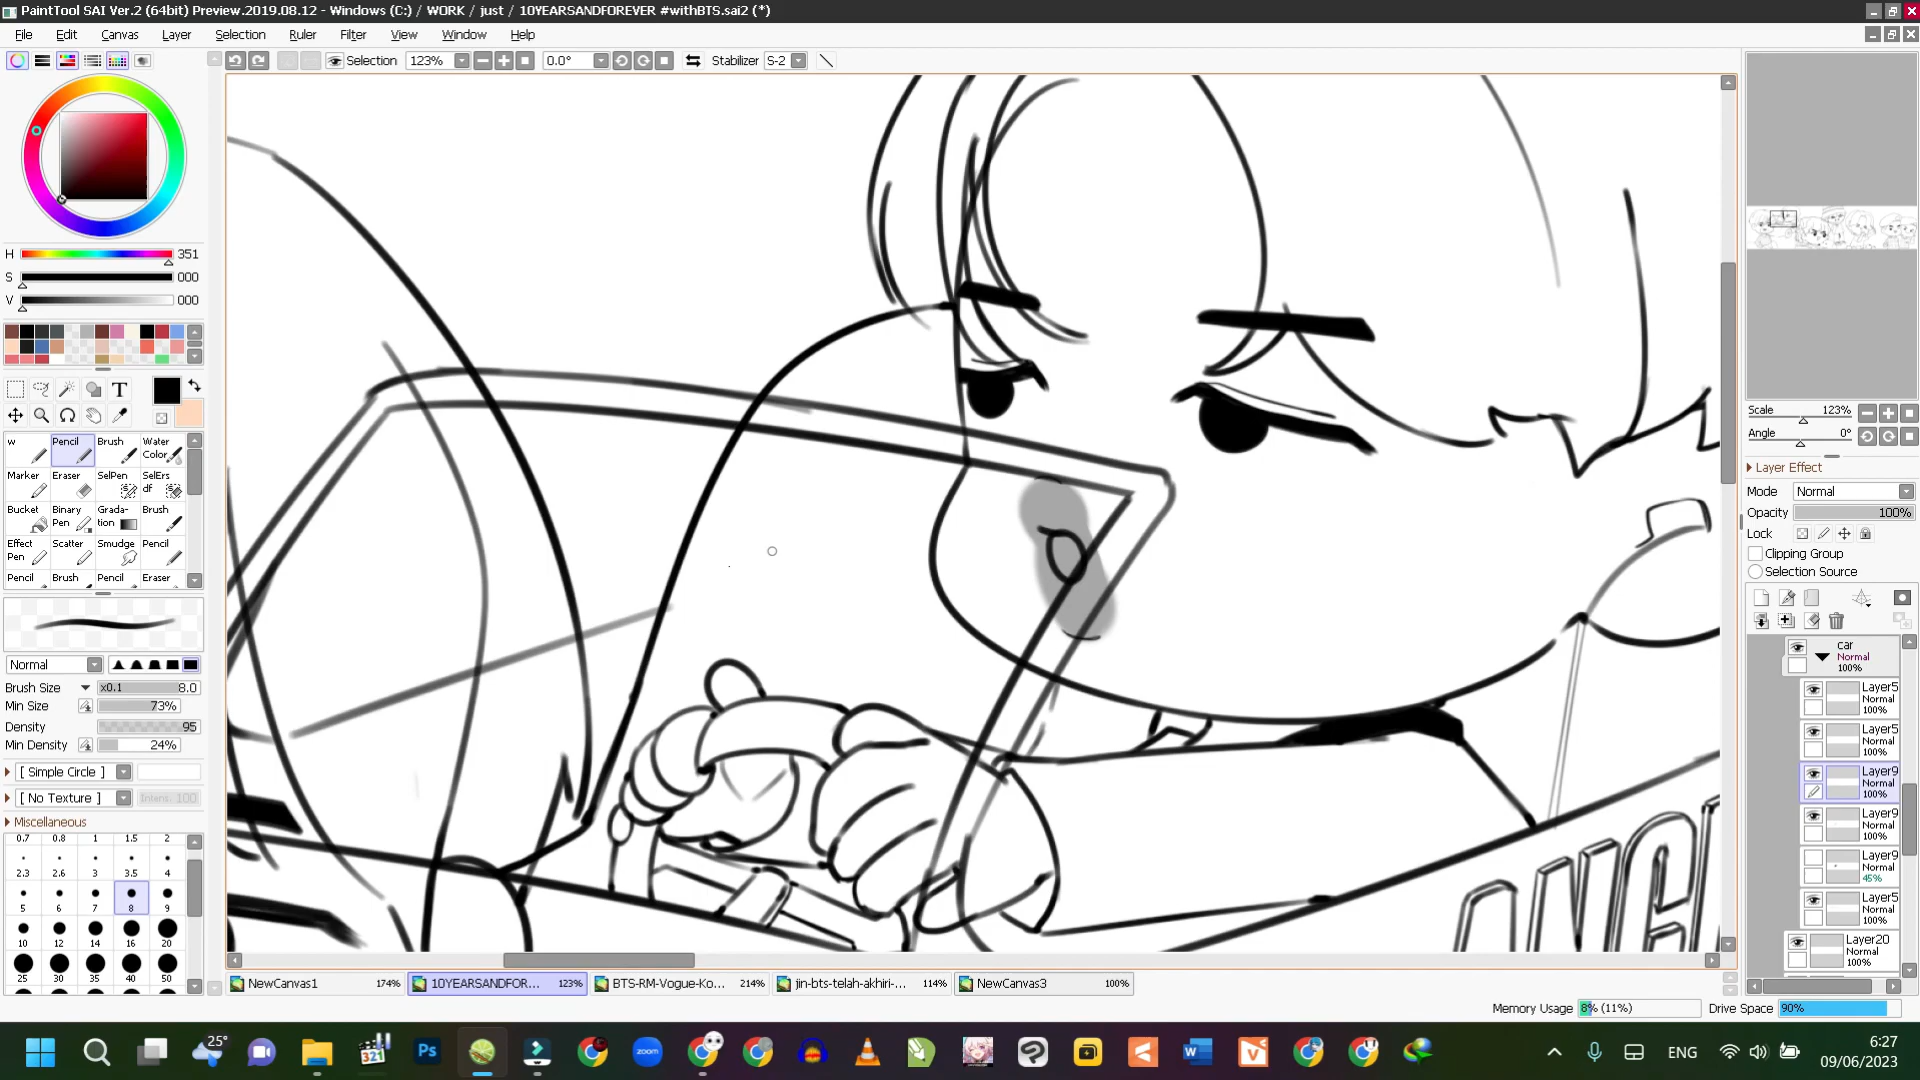 PaintTool SAI Ver.2 (64bit) Preview.2019.08.12 - Windows (C:) / WORK / just / 10YEARSANDFOREVER #withBTS.sai2 (*)
File Edit Canvas Layer Selection Ruler Filter View Window Help
Selection 123% 0.0° Stabilizer S-2
H 351
S 000
V 000
T
w Pencil Brush Water Color
Marker Eraser SelPen SelErs df
Bucket Binary Pen Grada-tion Brush
Effect Pen Scatter Smudge Pencil
Pencil Brush Pencil Eraser
Normal
Brush Size x0.1 8.0
Min Size 73%
Density 95
Min Density 24%
[ Simple Circle ]
[ No Texture ] Intens. 100
Miscellaneous
0.7 0.8 1 1.5 2
2.3 2.6 3 3.5 4
5 6 7 8 9
10 12 14 16 20
25 30 35 40 50
Scale 123%
Angle 0°
Layer Effect
Mode Normal
Opacity 100%
Lock
Clipping Group
Selection Source
car
Normal
100%
Layer5
Normal
100%
Layer5
Normal
100%
Layer9
Normal
100%
Layer9
Normal
100%
Layer9
Normal
45%
Layer5
Normal
100%
Layer20
Normal
100%
NewCanvas1 174% 10YEARSANDFOR... 123% BTS-RM-Vogue-Ko... 214% jin-bts-telah-akhiri-... 114% NewCanvas3 100%
Memory Usage 8% (11%) Drive Space 90%
25°
321
Ps
zoom
W
ENG
6:27
09/06/2023